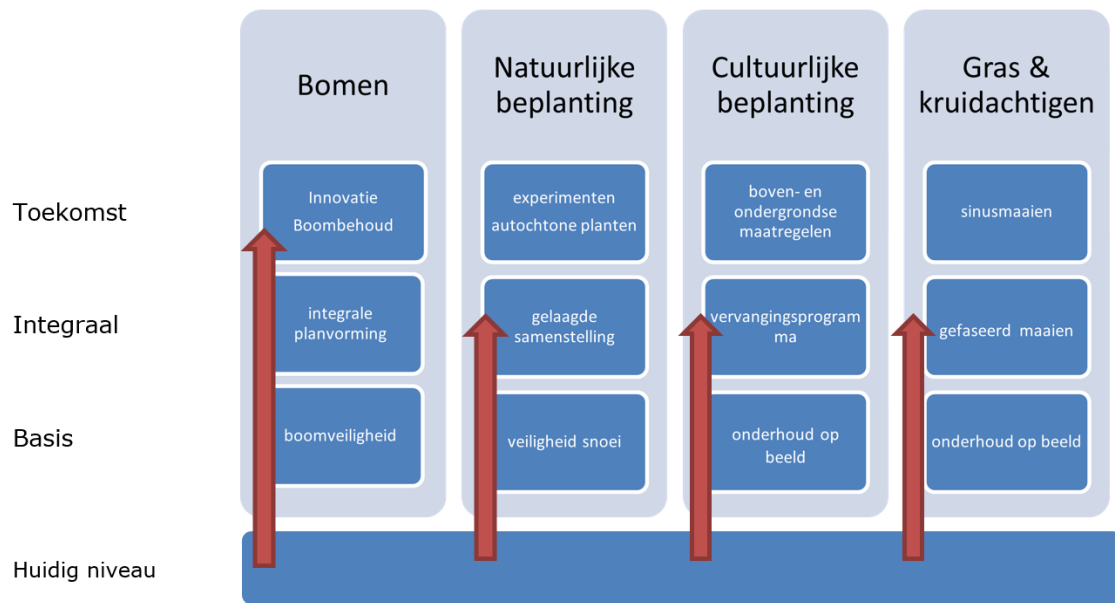 Bomen
Natuurlijke
beplanting
Cultuurlijke
beplanting
Gras &
kruidachtigen
Toekomst
Innovatie
Boombehoud
experimenten
autochtone planten
boven- en
ondergrondse
maatregelen
sinusmaaien
Integraal
integrale
planvorming
gelaagde
samenstelling
vervangingsprogram
ma
gefaseerd maaien
Basis
boomveiligheid
veiligheid snoei
onderhoud op
beeld
onderhoud op beeld
Huidig niveau